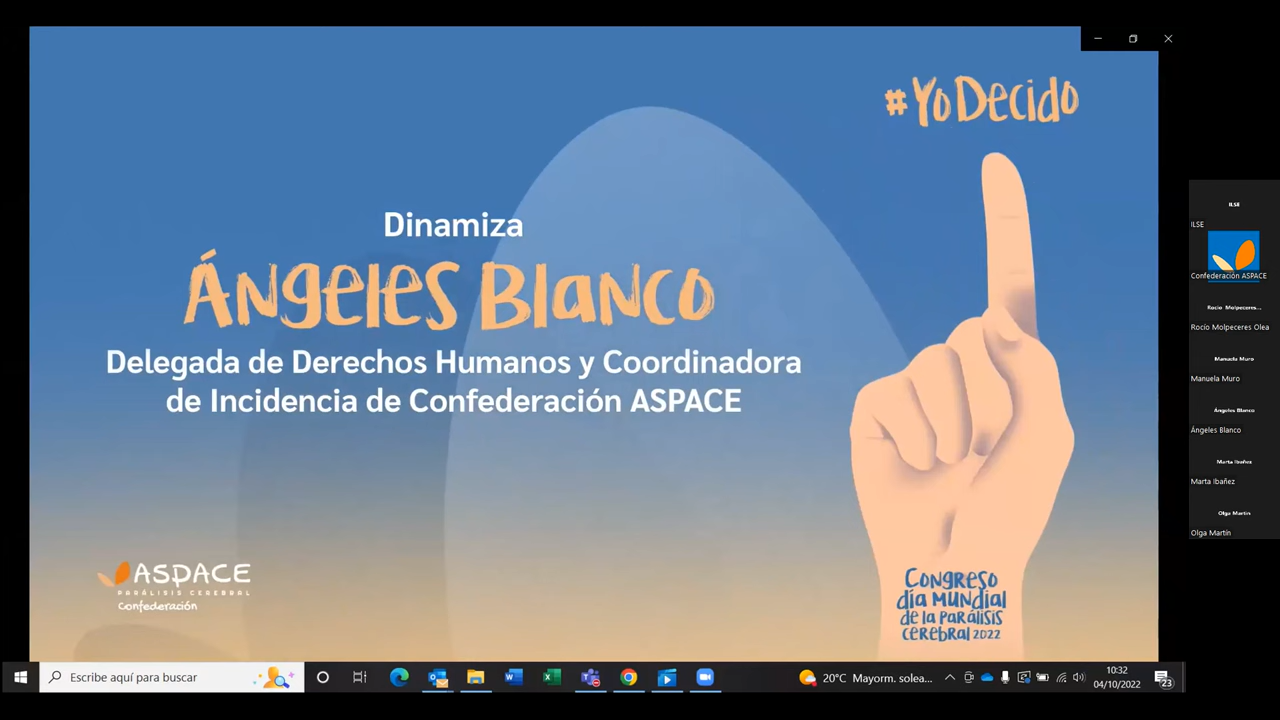 #YoDecido
Dinamiza
Ángeles Blanco
Delegada de Derechos Humanos y Coordinadora
de Incidencia de Confederación ASPACE
ASPACE
PARÁLISIS CEREBRAL
Confederación
Congreso
día mundial
de la parálisis
cerebral 2022
ILSE
ILSE
Confederación ASPACE
Rocío Molpeceres...
Rocío Molpeceres Olea
Manuela Muro
Manuela Muro
Ángeles Blanco
Ángeles Blanco
Marta Ibañez
Marta Ibañez
Olga Martín
Olga Martín
Escribe aquí para buscar
20°C Mayorm. solea...
10:32
04/10/2022
23